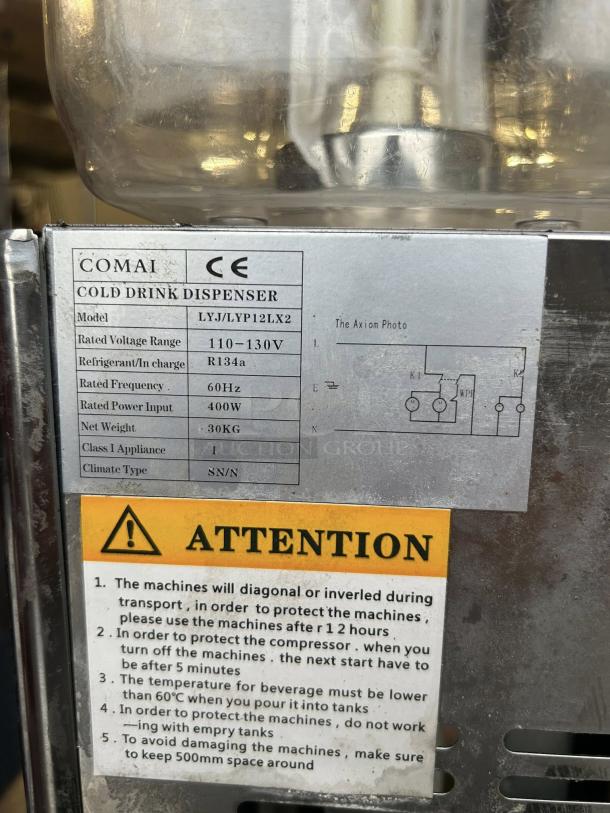 COMAI CE
COLD DRINK DISPENSER
Model LYJ/LYP12LX2
Rated Voltage Range 110-130V
Refrigerant/In charge R134a
Rated Frequency . 60Hz
Rated Power Input 400W
Net Weight 30KG
Class I Appliance I
Climate Type SN/N
The Axiom Photo
L
K1
K
WPF
E
N
AUCTION GROUP
ATTENTION
1. The machines will diagonal or inverled during
transport , in order to protect the machines ,
please use the machines afte r 1 2 hours .
2 . In order to protect the compressor . when you
turn off the machines . the next start have to
be after 5 minutes
3 . The temperature for beverage must be lower
than 60℃ when you pour it into tanks
4 . In order to protect the machines , do not work
—ing with empry tanks
5 . To avoid damaging the machines , make sure
to keep 500mm space around